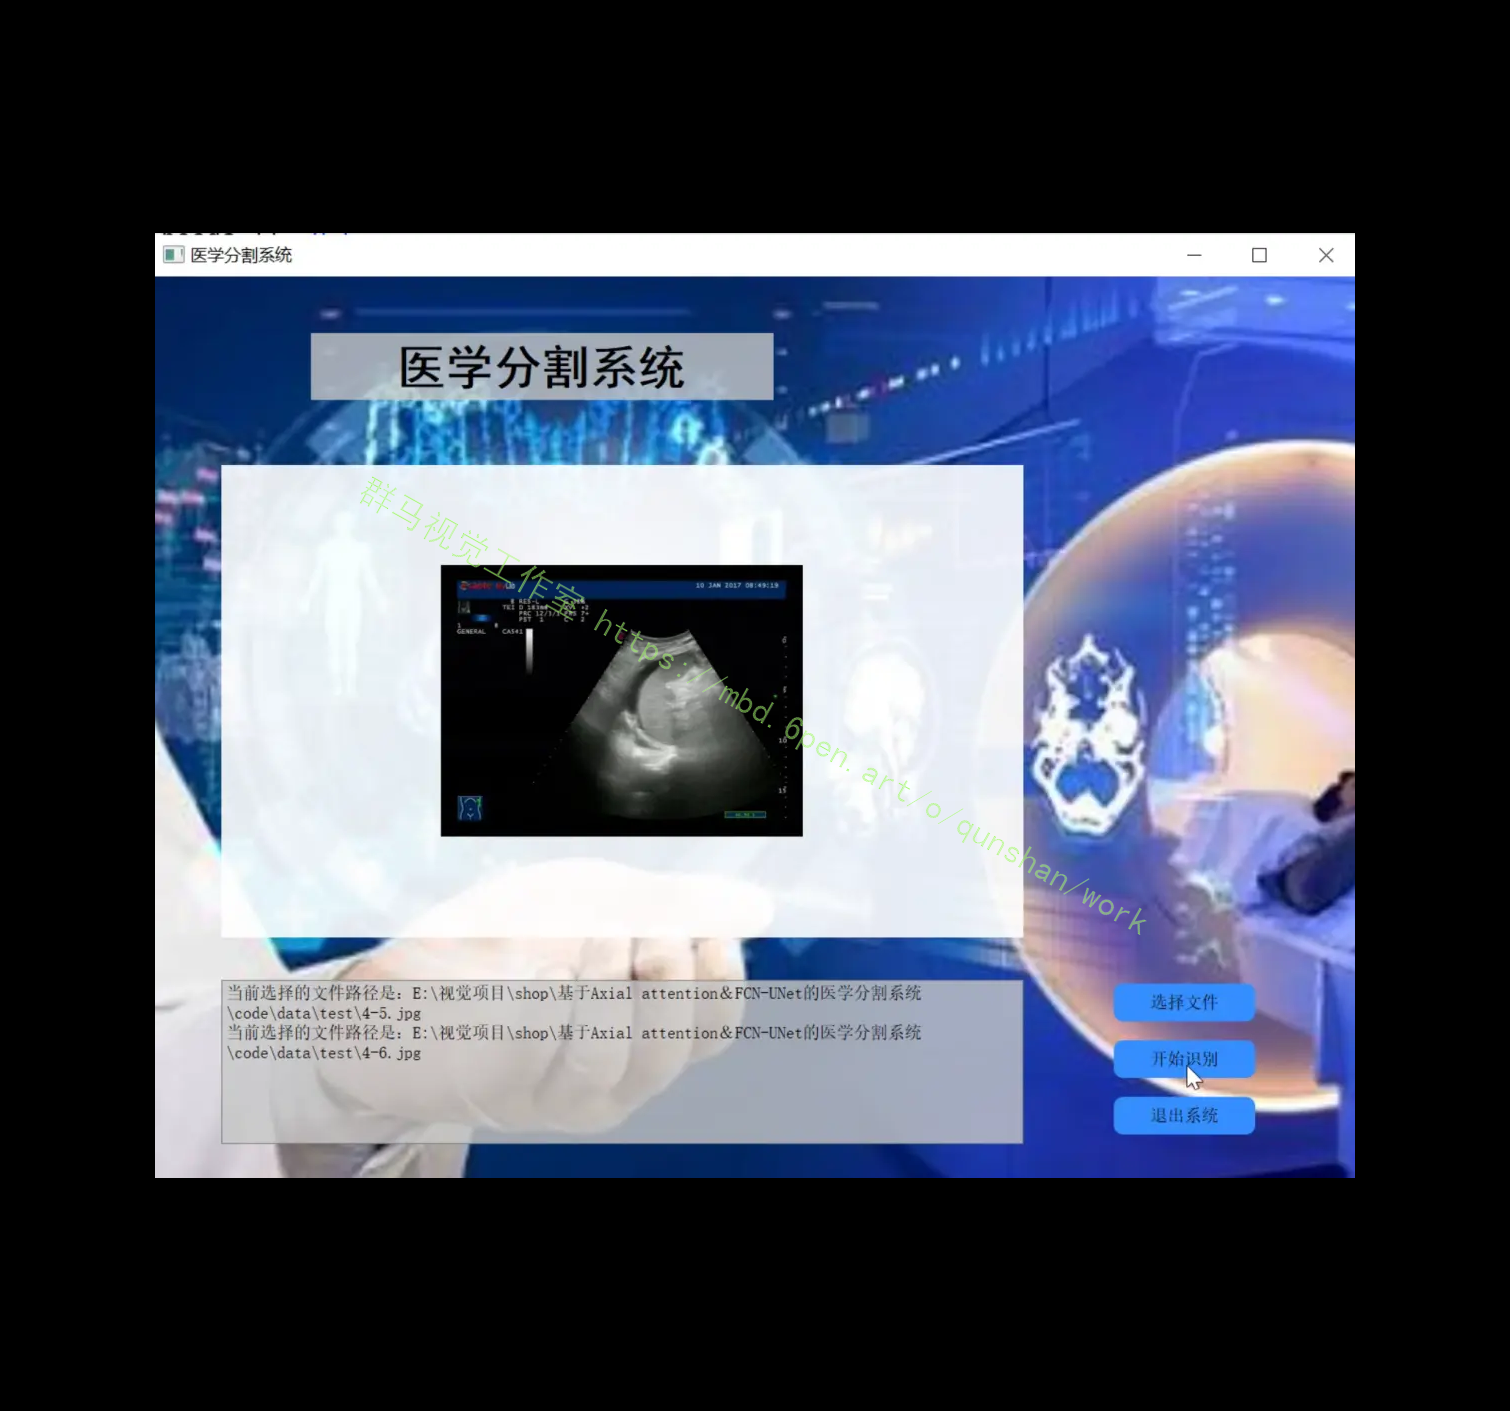 医学分割系统
医学分割系统
群马视觉工作室 https://mbd.6pen.art/o/qunshan/work
10 JAN 2017 08:49:19
GENERAL
CA541
当前选择的文件路径是: E:\视觉项目\shop\基于Axial attention&FCN-UNet的医学分割系统
\code\data\test\4-5.jpg
当前选择的文件路径是: E:\视觉项目\shop\基于Axial attention&FCN-UNet的医学分割系统
\code\data\test\4-6.jpg
选择文件
开始识别
退出系统